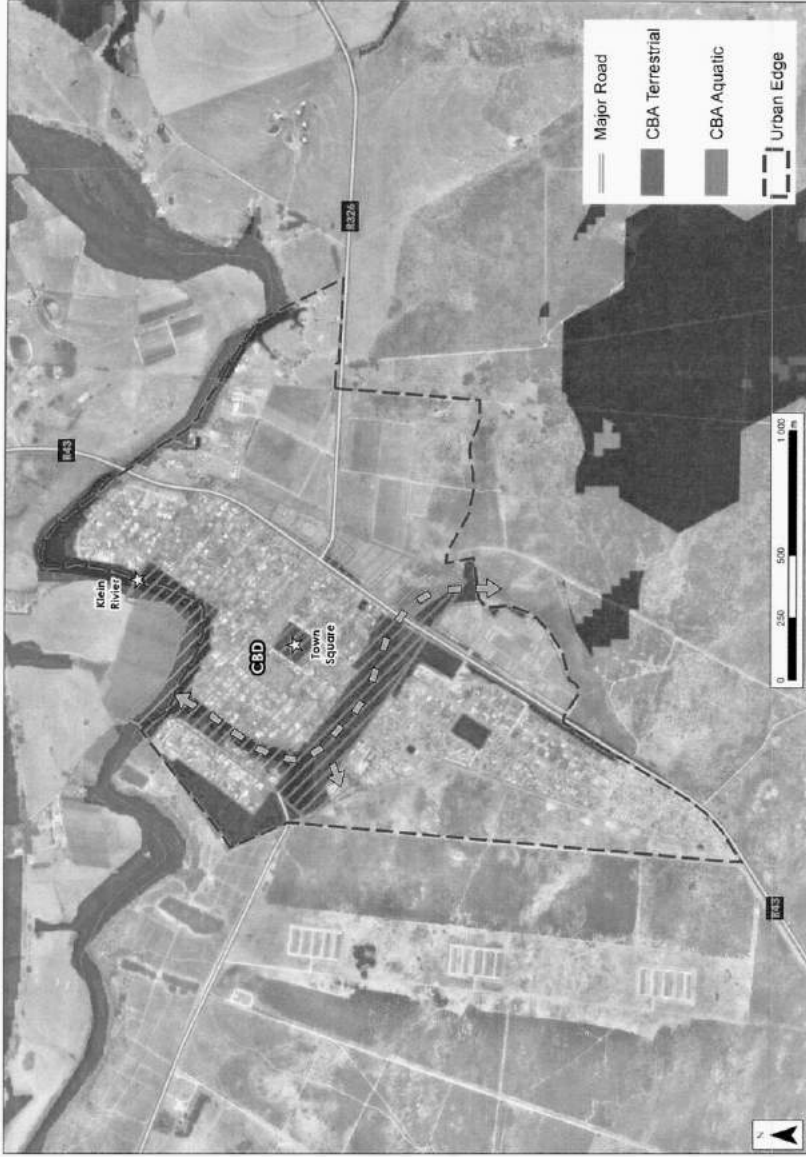 R43
R326
Klein
Rivier
CBD
Town
Square
R43
Major Road
CBA Terrestrial
CBA Aquatic
Urban Edge
0
250
500
1 000
m
N